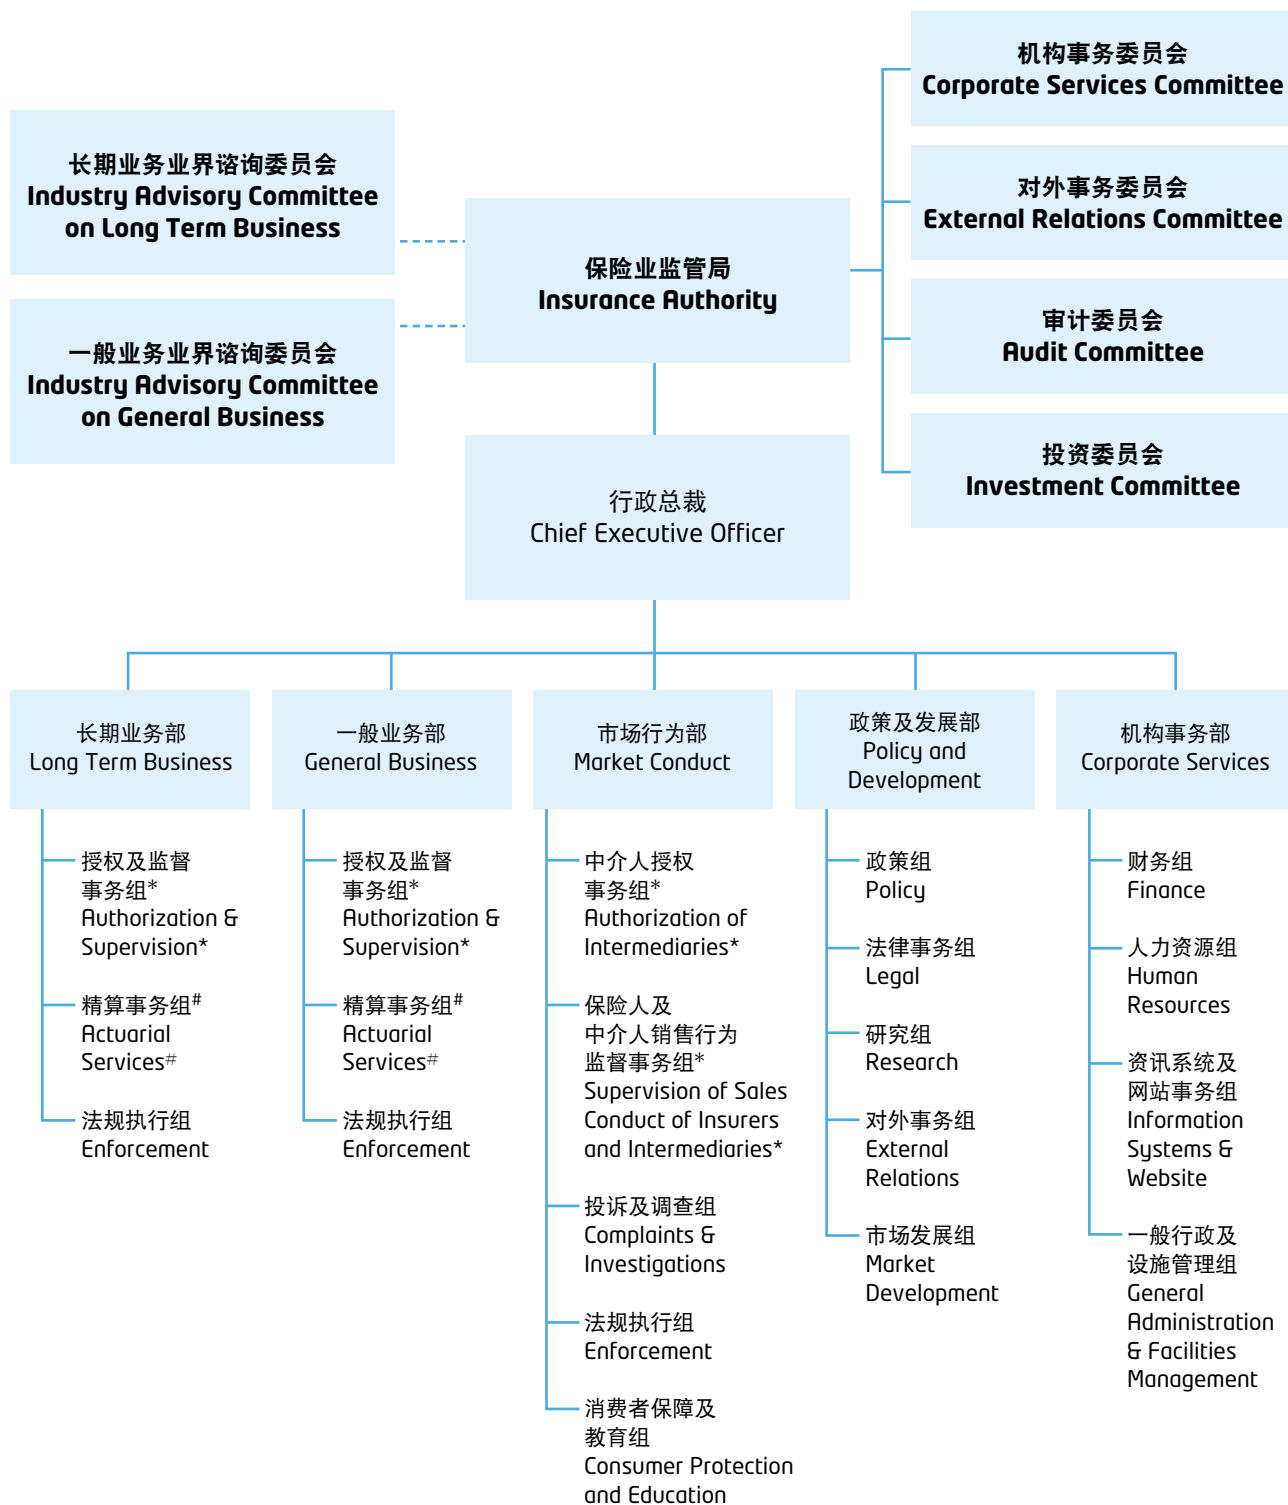 机构事务委员会
Corporate Services Committee
长期业务业界谘询委员会
Industry Advisory Committee
on Long Term Business
对外事务委员会
External Relations Committee
保险业监管局
Insurance Authority
一般业务业界谘询委员会
Industry Advisory Committee
on General Business
审计委员会
Audit Committee
投资委员会
Investment Committee
行政总裁
Chief Executive Officer
长期业务部
Long Term Business
授权及监督
事务组*
Authorization &
Supervision*
精算事务组#
Actuarial
Services#
法规执行组
Enforcement
一般业务部
General Business
授权及监督
事务组*
Authorization &
Supervision*
精算事务组#
Actuarial
Services#
法规执行组
Enforcement
市场行为部
Market Conduct
中介人授权
事务组*
Authorization of
Intermediaries*
保险人及
中介人销售行为
监督事务组*
Supervision of Sales
Conduct of Insurers
and Intermediaries*
投诉及调查组
Complaints &
Investigations
法规执行组
Enforcement
消费者保障及
教育组
Consumer Protection
and Education
政策及发展部
Policy and
Development
政策组
Policy
法律事务组
Legal
研究组
Research
对外事务组
External
Relations
市场发展组
Market
Development
机构事务部
Corporate Services
财务组
Finance
人力资源组
Human
Resources
资讯系统及
网站事务组
Information
Systems &
Website
一般行政及
设施管理组
General
Administration
& Facilities
Management